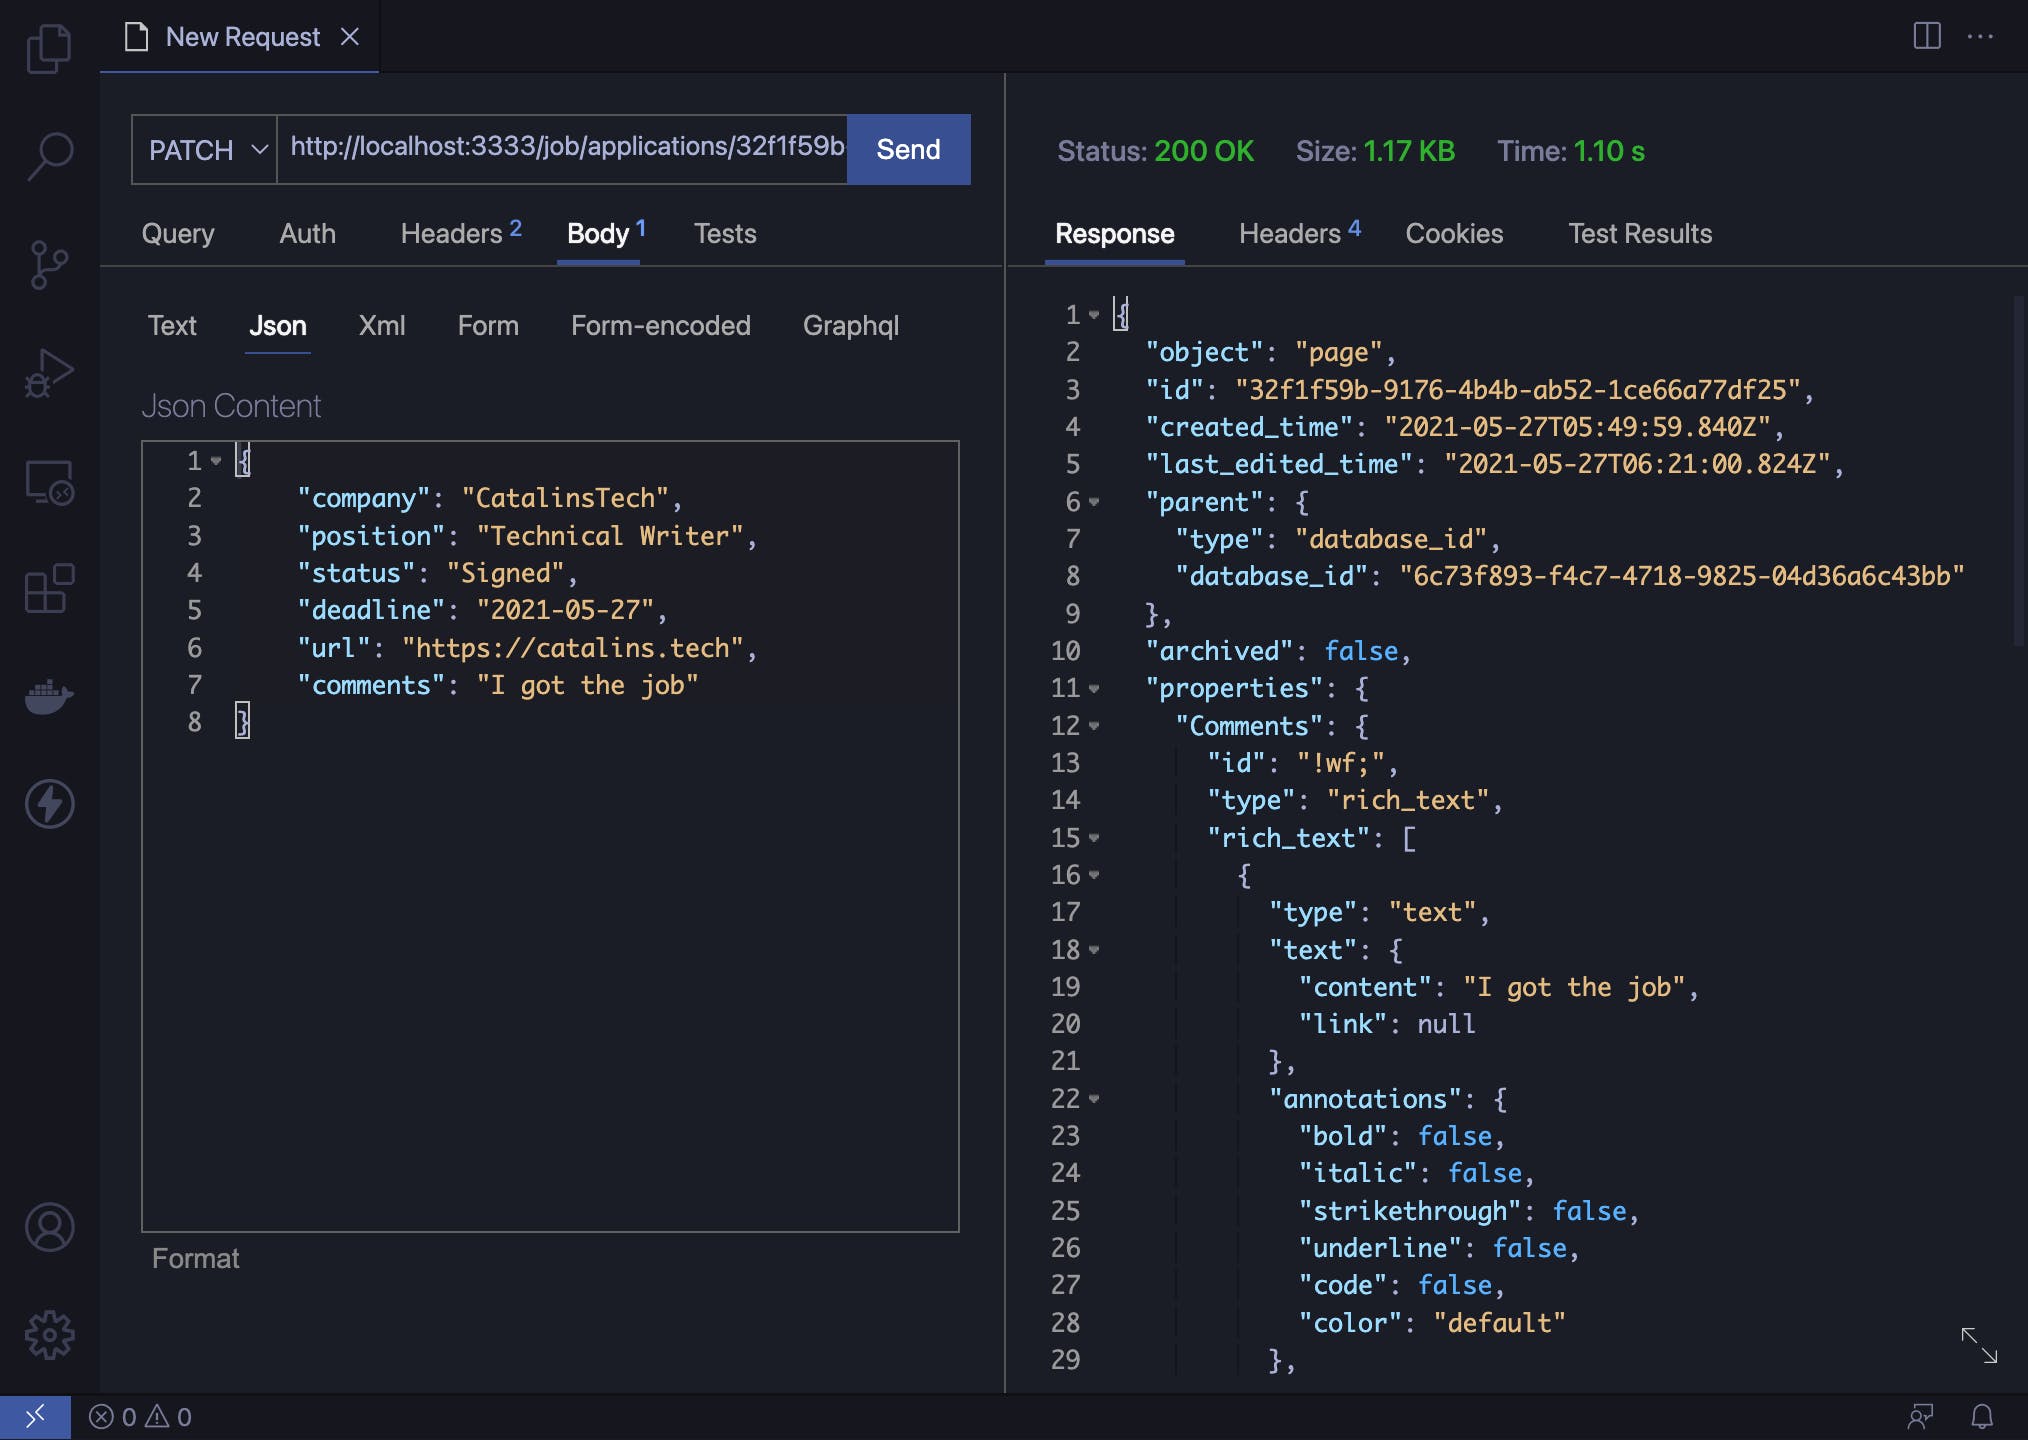 New Request
PATCH http://localhost:3333/job/applications/32f1f59b- Send
Query Auth Headers 2 Body 1 Tests
Text Json Xml Form Form-encoded Graphql
Json Content
1 {
2 "company": "CatalinsTech",
3 "position": "Technical Writer",
4 "status": "Signed",
5 "deadline": "2021-05-27",
6 "url": "https://catalins.tech",
7 "comments": "I got the job"
8 }
Format
Status: 200 OK Size: 1.17 KB Time: 1.10 s
Response Headers 4 Cookies Test Results
1 {
2 "object": "page",
3 "id": "32f1f59b-9176-4b4b-ab52-1ce66a77df25",
4 "created_time": "2021-05-27T05:49:59.840Z",
5 "last_edited_time": "2021-05-27T06:21:00.824Z",
6 "parent": {
7 "type": "database_id",
8 "database_id": "6c73f893-f4c7-4718-9825-04d36a6c43bb"
9 },
10 "archived": false,
11 "properties": {
12 "Comments": {
13 "id": "!wf;",
14 "type": "rich_text",
15 "rich_text": [
16 {
17 "type": "text",
18 "text": {
19 "content": "I got the job",
20 "link": null
21 },
22 "annotations": {
23 "bold": false,
24 "italic": false,
25 "strikethrough": false,
26 "underline": false,
27 "code": false,
28 "color": "default"
29 },
0 0